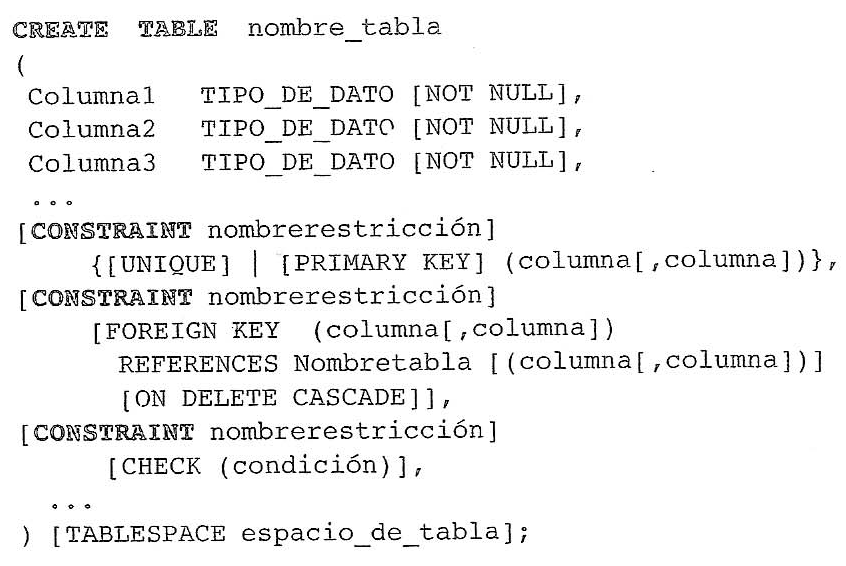 CREATE TABLE nombre_tabla
(
Columna1 TIPO_DE_DATO [NOT NULL],
Columna2 TIPO_DE_DATO [NOT NULL],
Columna3 TIPO_DE_DATO [NOT NULL],
...
[CONSTRAINT nombrerestricción]
{[UNIQUE] | [PRIMARY KEY] (columna[,columna])},
[CONSTRAINT nombrerestricción]
[FOREIGN KEY (columna[,columna])
REFERENCES Nombretabla [(columna[,columna])]
[ON DELETE CASCADE]],
[CONSTRAINT nombrerestricción]
[CHECK (condición)],
...
) [TABLESPACE espacio_de_tabla];